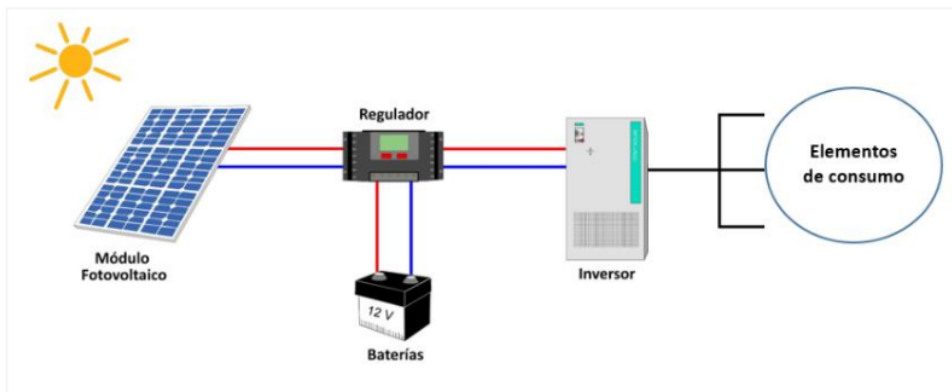 Regulador
Elementos
de consumo
Módulo
Fotovoltaico
Inversor
12 V
Baterías